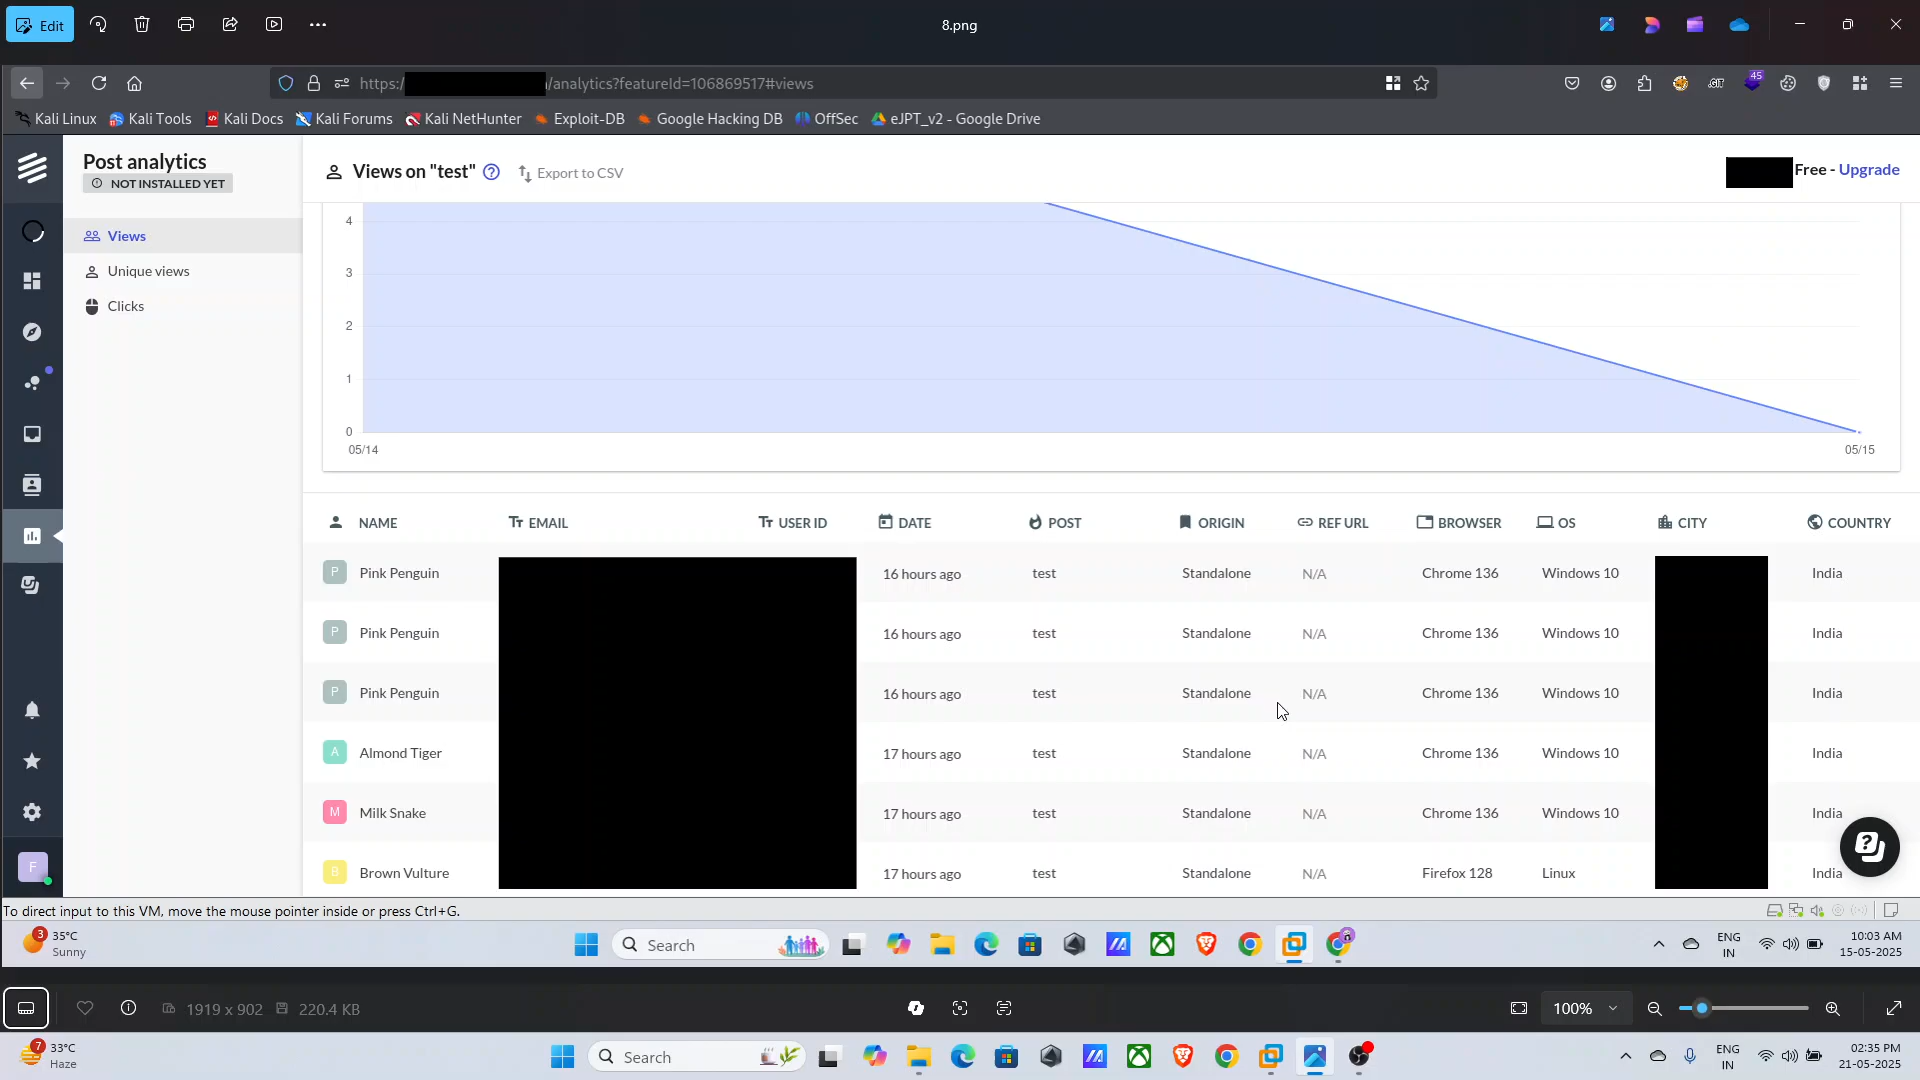 Edit
8.png
https:/
/analytics?featureId=106869517#views
.GIT
45
Kali Linux
Kali Tools
Kali Docs
Kali Forums
Kali NetHunter
Exploit-DB
Google Hacking DB
OffSec
eJPT_v2 - Google Drive
Post analytics
NOT INSTALLED YET
Views on "test"
Export to CSV
Free - Upgrade
Views
Unique views
Clicks
4
3
2
1
0
05/14
05/15
NAME EMAIL USER ID DATE POST ORIGIN REF URL BROWSER OS CITY COUNTRY
P Pink Penguin 16 hours ago test Standalone N/A Chrome 136 Windows 10 India
P Pink Penguin 16 hours ago test Standalone N/A Chrome 136 Windows 10 India
P Pink Penguin 16 hours ago test Standalone N/A Chrome 136 Windows 10 India
A Almond Tiger 17 hours ago test Standalone N/A Chrome 136 Windows 10 India
M Milk Snake 17 hours ago test Standalone N/A Chrome 136 Windows 10 India
B Brown Vulture 17 hours ago test Standalone N/A Firefox 128 Linux India
F
To direct input to this VM, move the mouse pointer inside or press Ctrl+G.
3
35°C
Sunny
Search
ENG
IN
10:03 AM
15-05-2025
1919 x 902
220.4 KB
100%
7
33°C
Haze
Search
ENG
IN
02:35 PM
21-05-2025